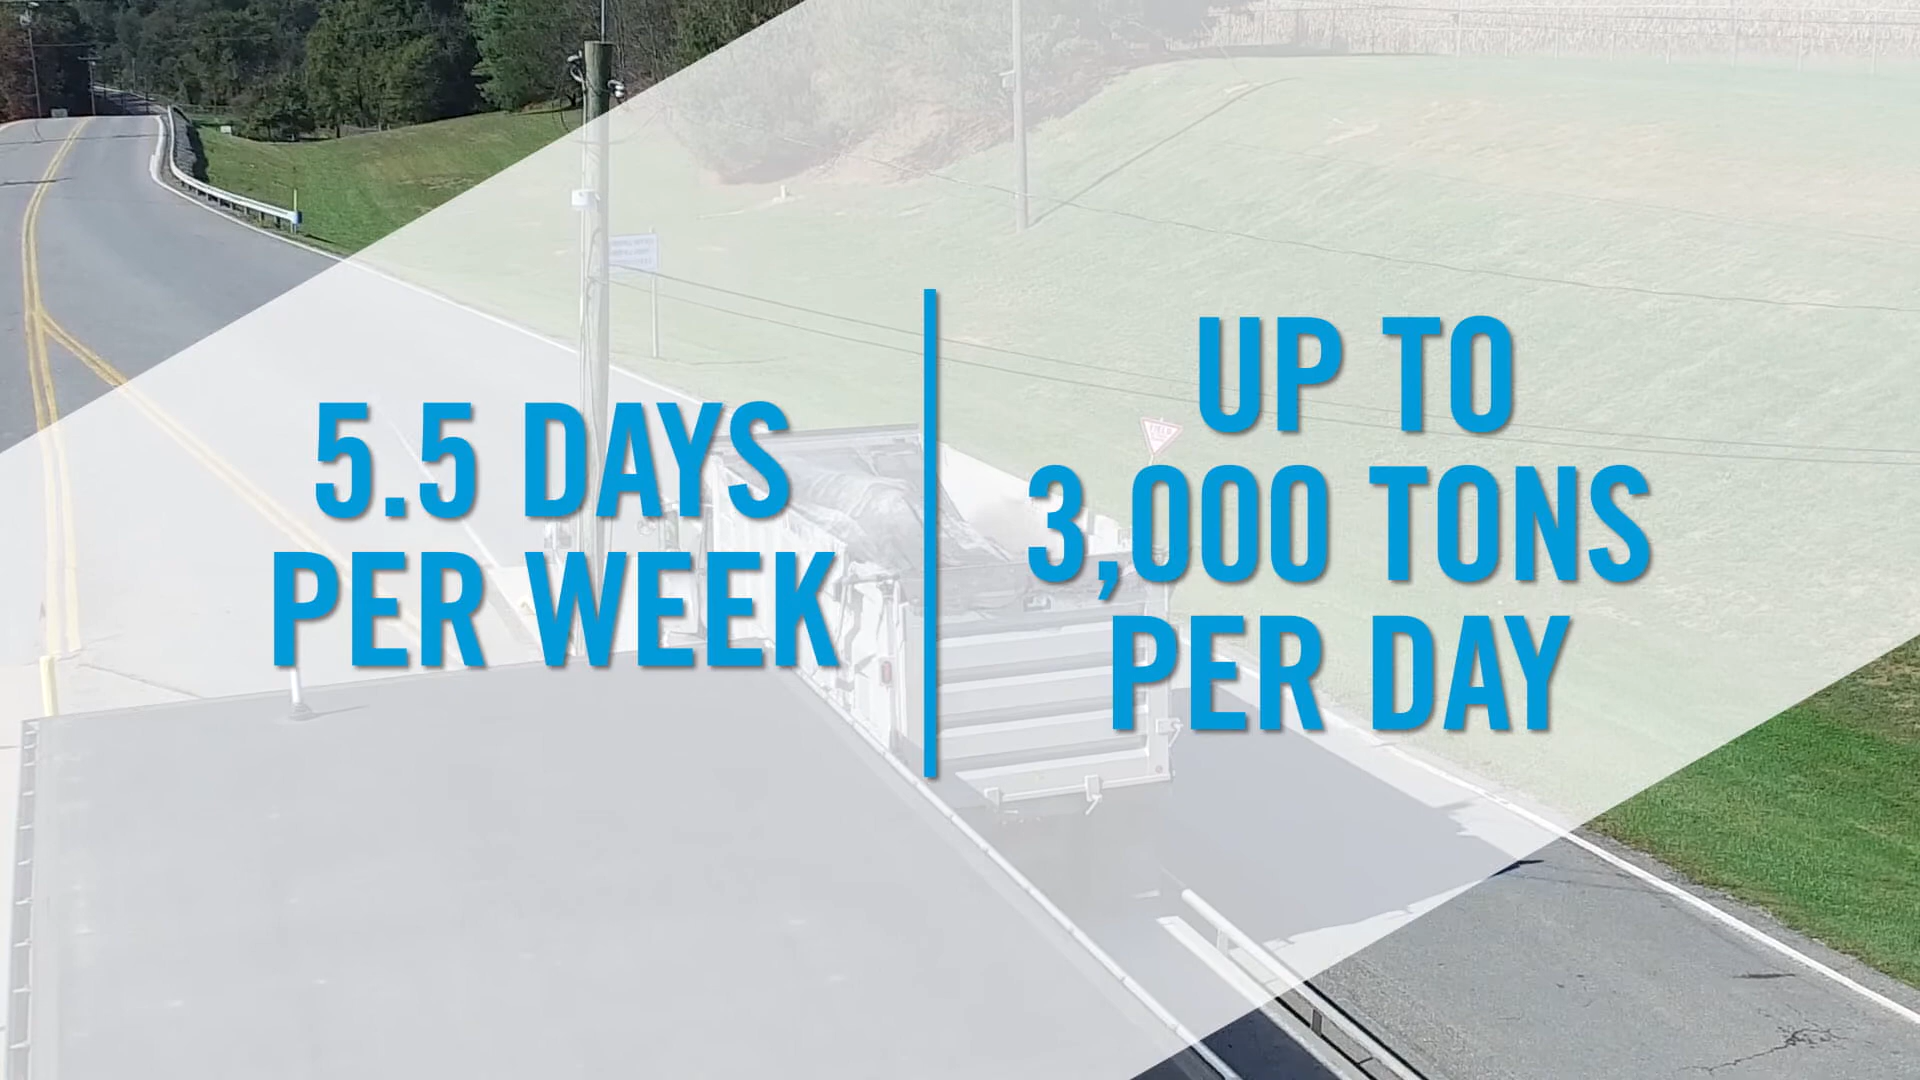 5.5 DAYS
PER WEEK
UP TO
3,000 TONS
PER DAY